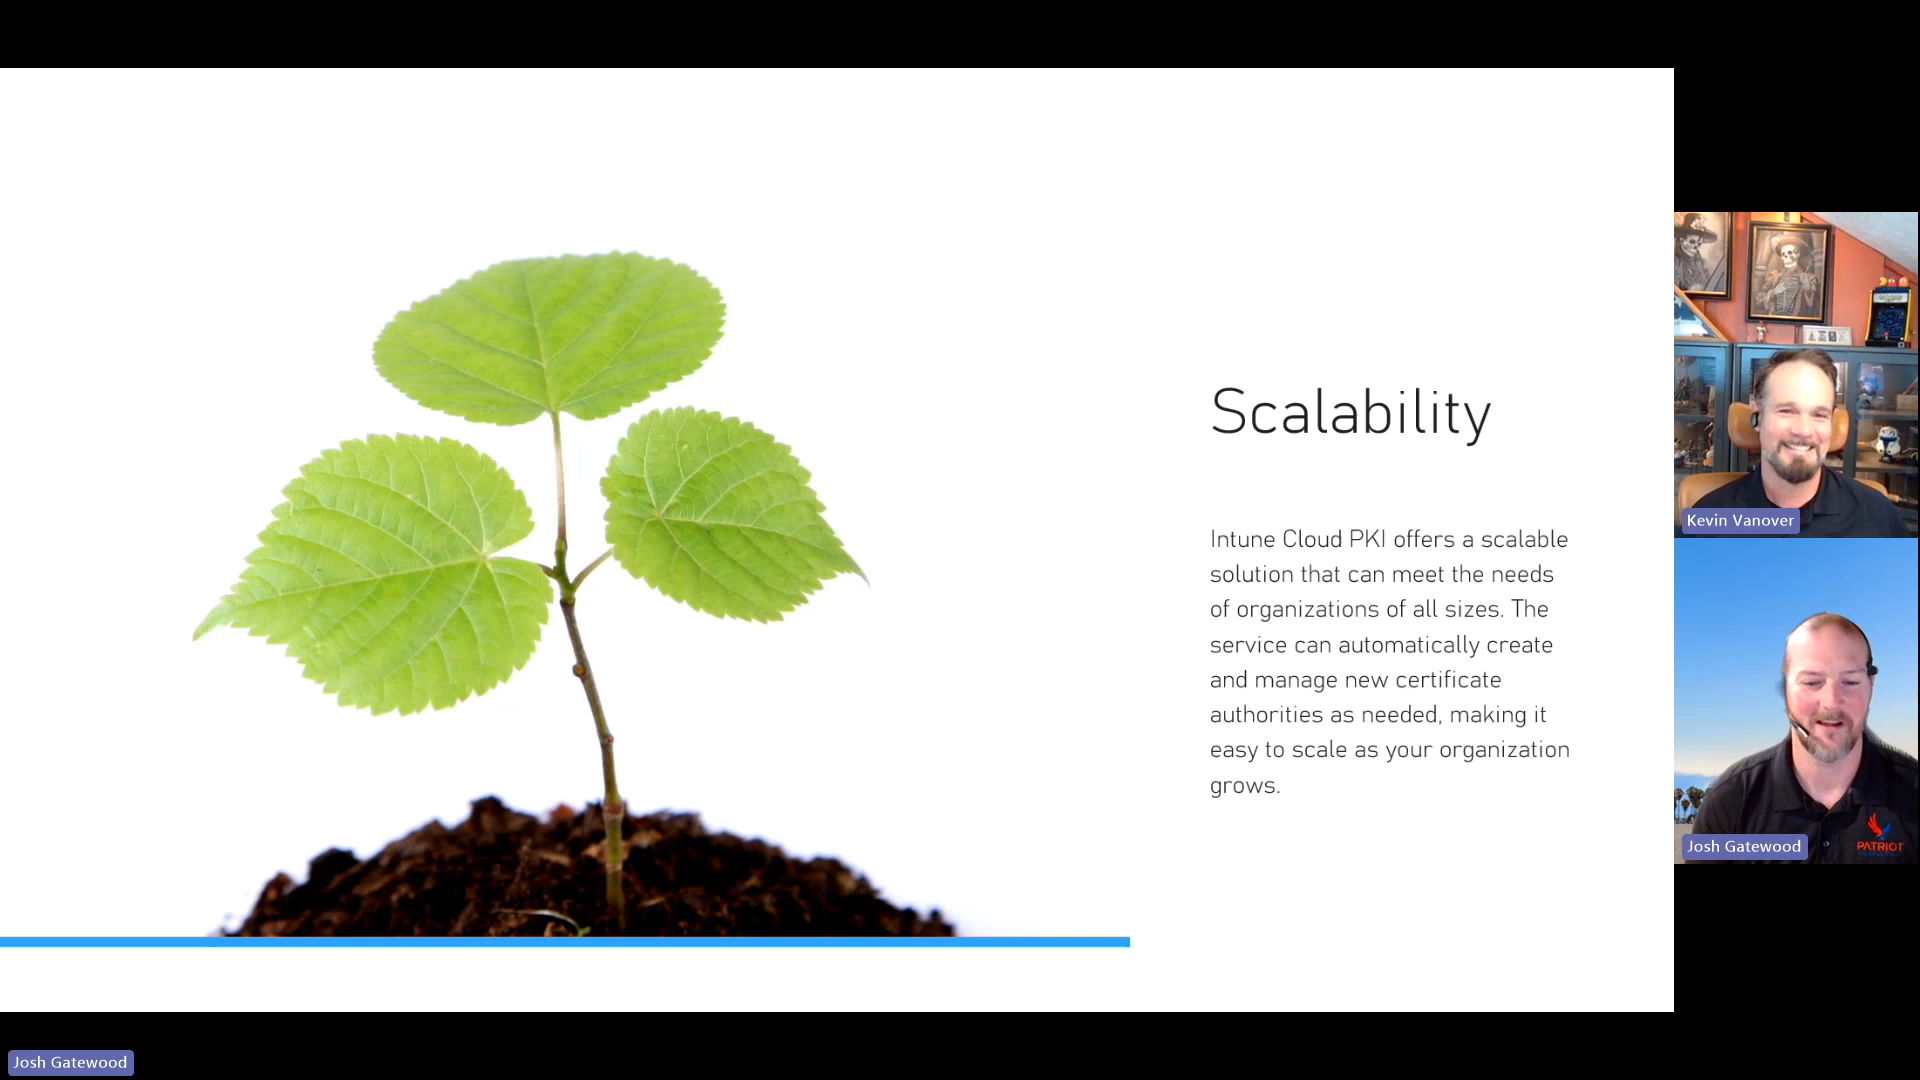 Scalability
Intune Cloud PKI offers a scalable
solution that can meet the needs
of organizations of all sizes. The
service can automatically create
and manage new certificate
authorities as needed, making it
easy to scale as your organization
grows.
Kevin Vanover
PATRIOT
Josh Gatewood
Josh Gatewood